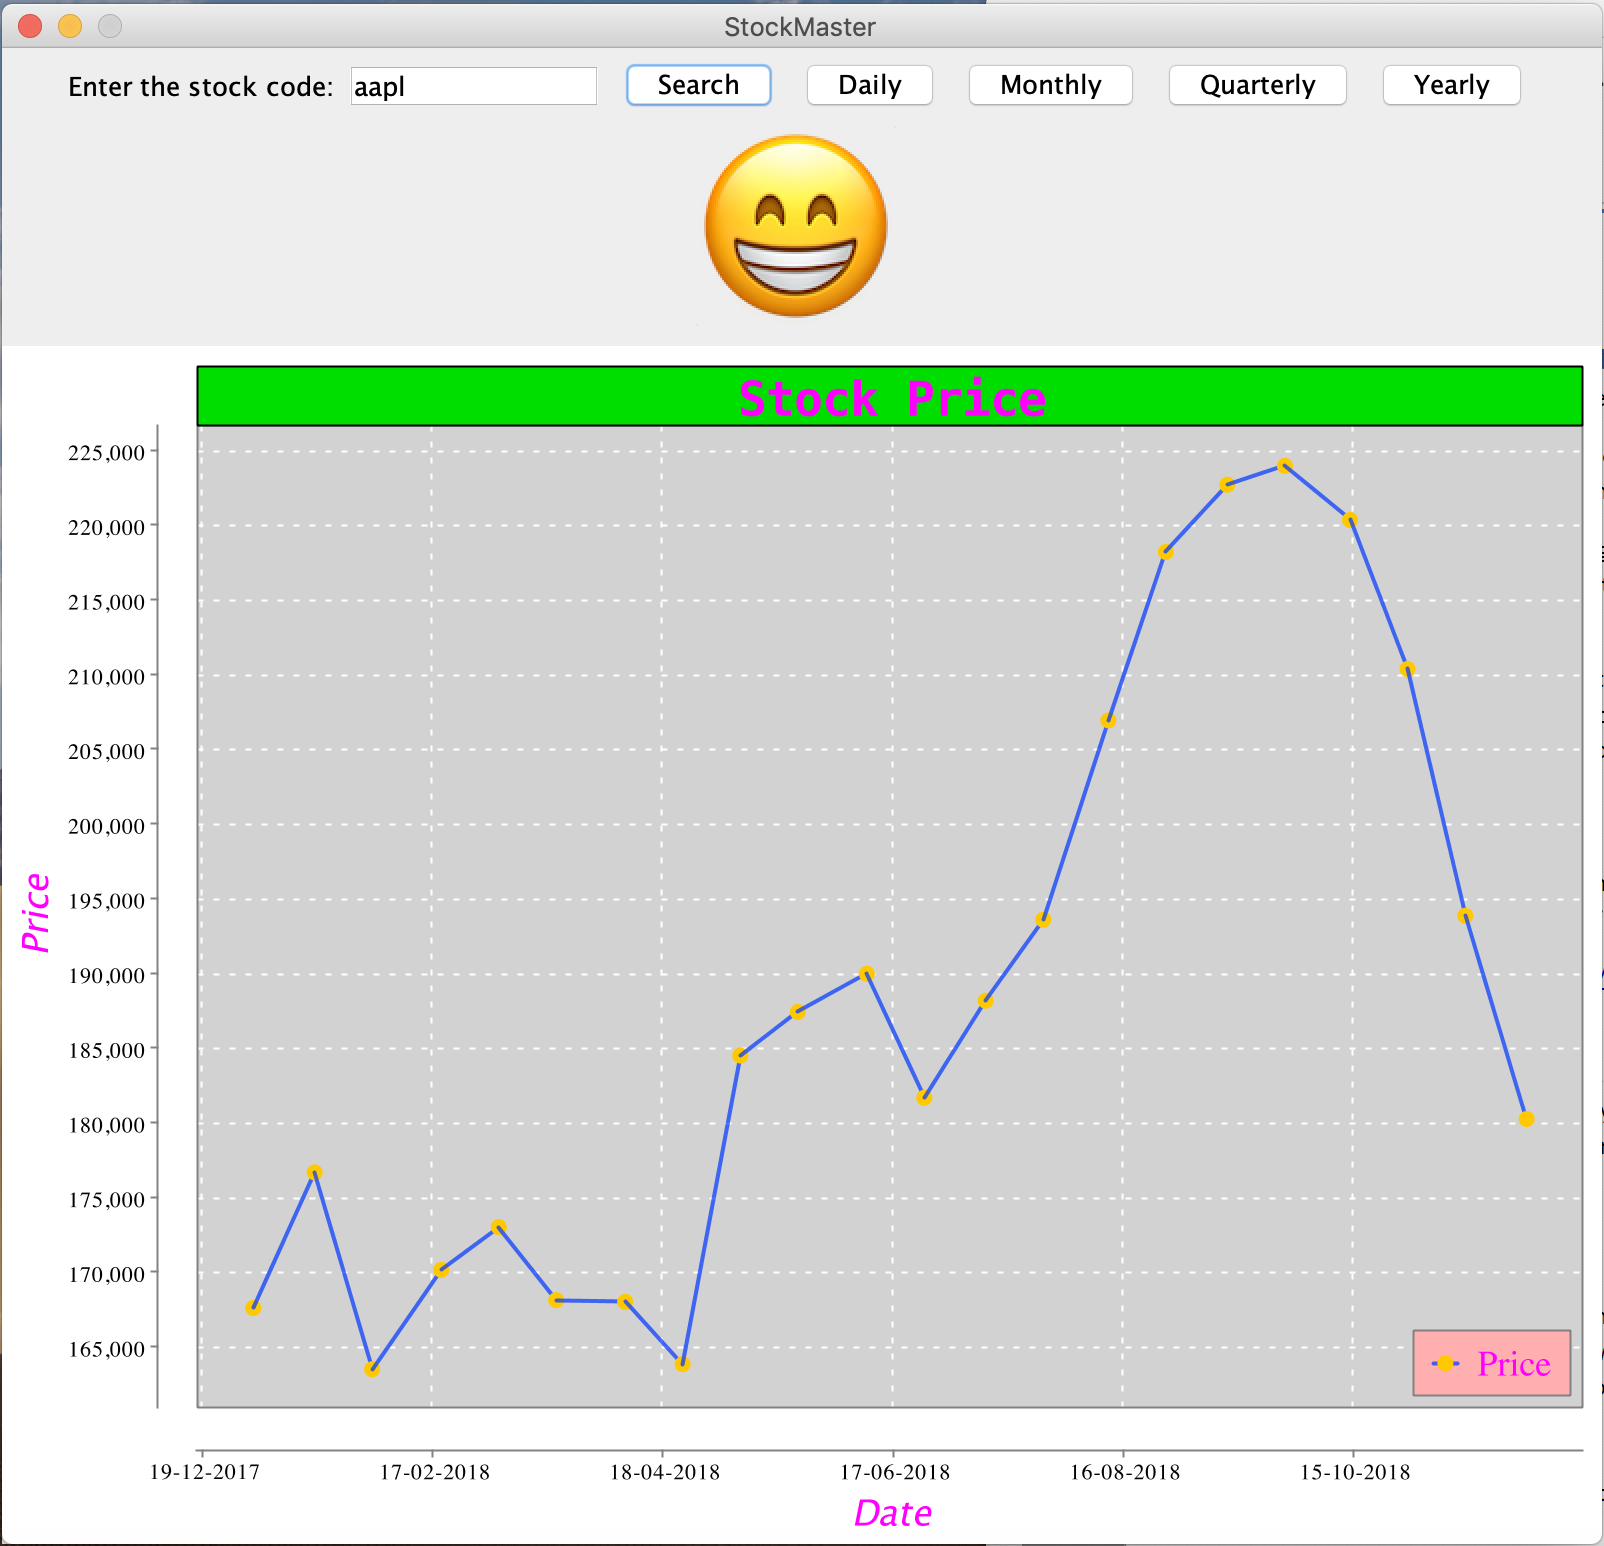 StockMaster
Enter the stock code: aapl Search Daily Monthly Quarterly Yearly
Stock Price
225,000
220,000
215,000
210,000
205,000
200,000
195,000
190,000
185,000
180,000
175,000
170,000
165,000
Price
Price
19-12-2017 17-02-2018 18-04-2018 17-06-2018 16-08-2018 15-10-2018
Date